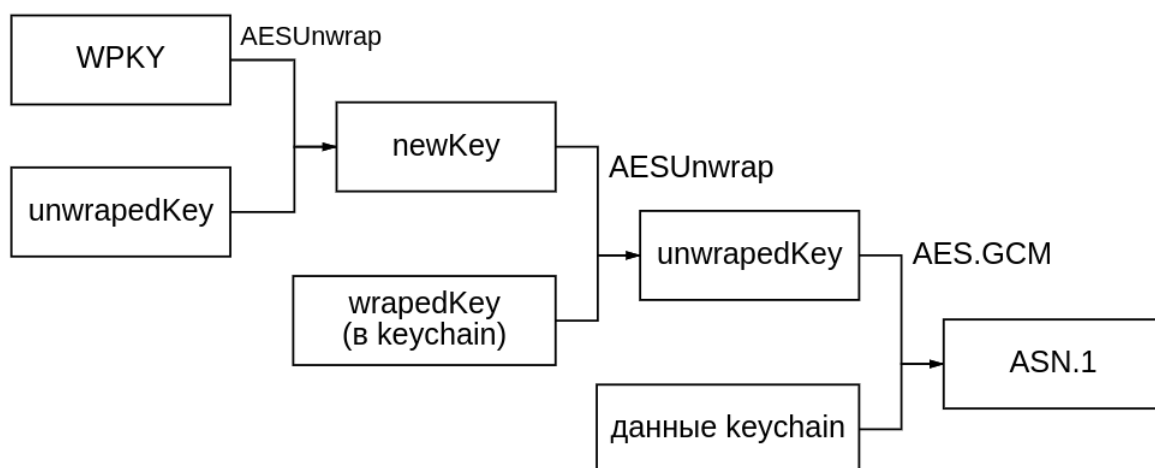 WPKY
AESUnwrap
unwrapedKey
newKey
AESUnwrap
wrapedKey
(в keychain)
unwrapedKey
AES.GCM
данные keychain
ASN.1